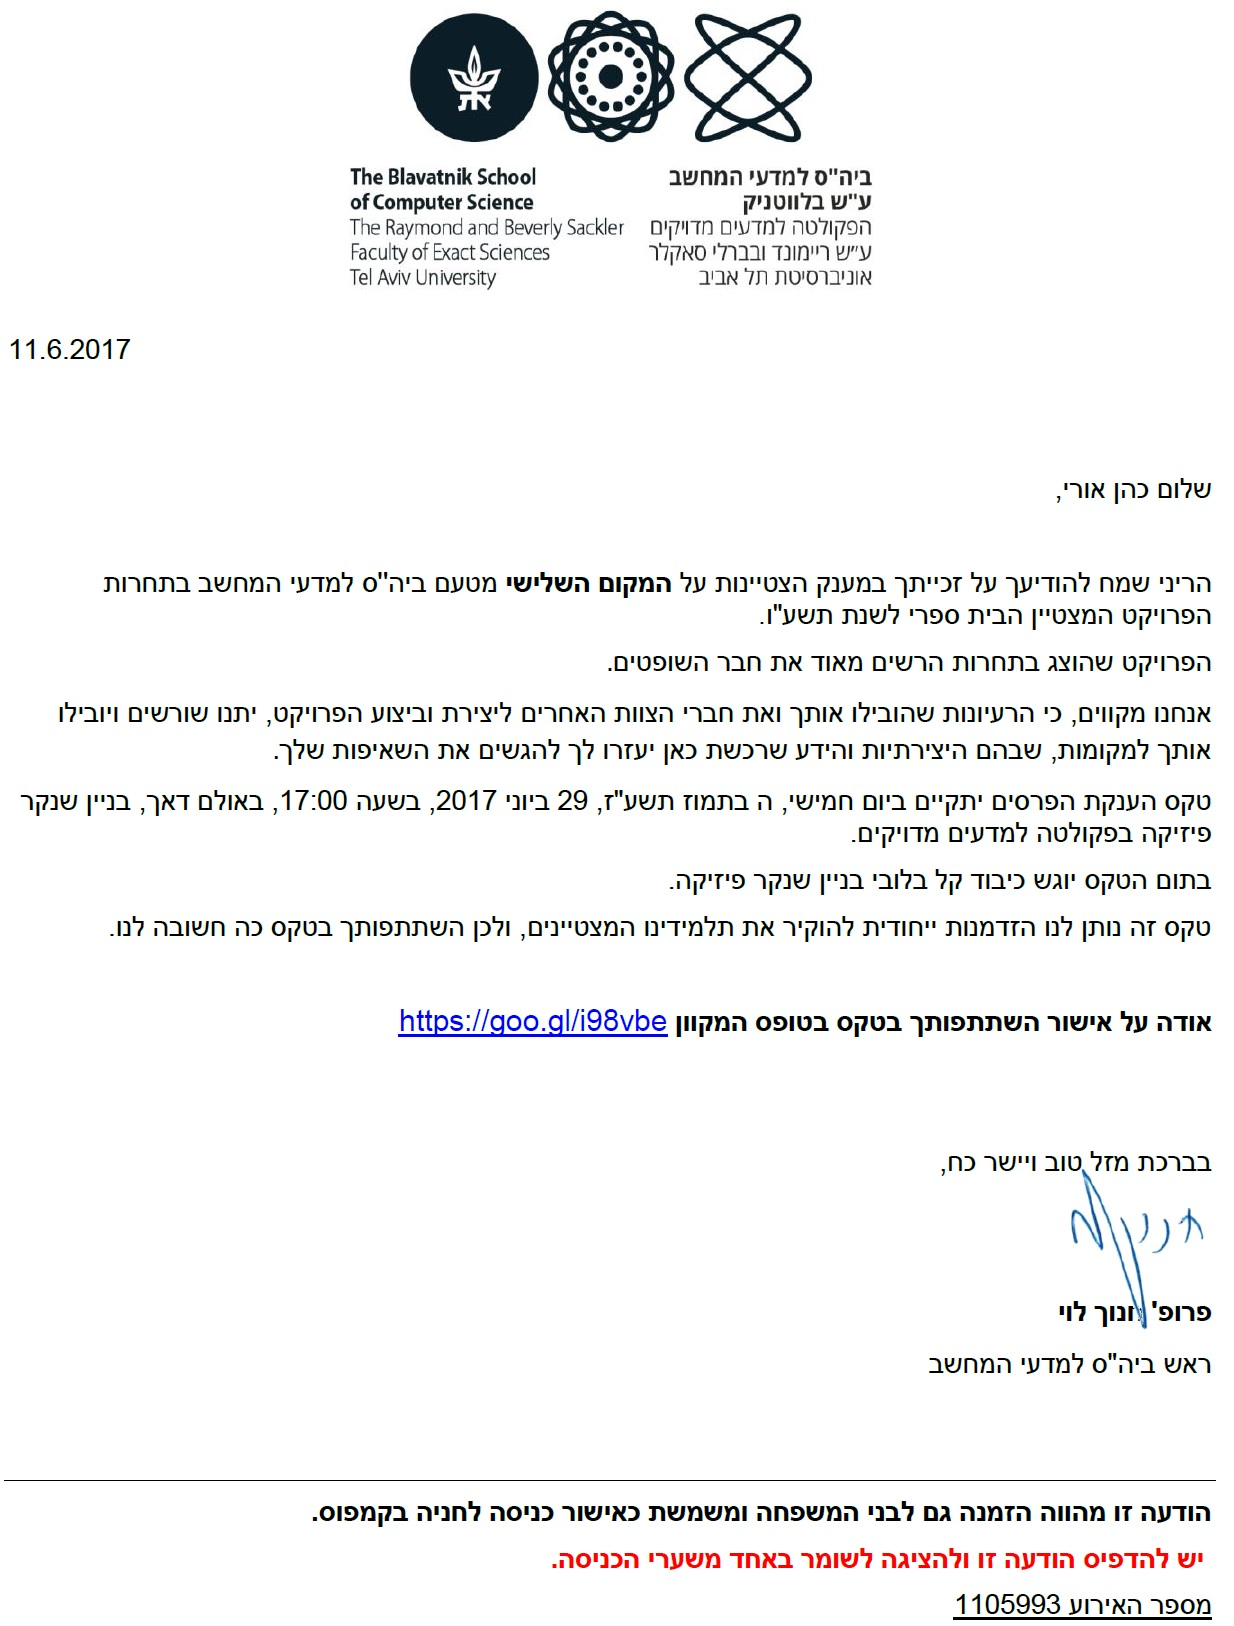 The Blavatnik School
of Computer Science
The Raymond and Beverly Sackler
Faculty of Exact Sciences
Tel Aviv University
ביה"ס למדעי המחשב
ע"ש בלווטניק
הפקולטה למדעים מדויקים
ע"ש ריימונד ובברלי סאקלר
אוניברסיטת תל אביב
11.6.2017
שלום כהן אורי,
הריני שמח להודיעך על זכייתך במענק הצטיינות על המקום השלישי מטעם ביה"ס למדעי המחשב בתחרות
הפרויקט המצטיין הבית ספרי לשנת תשע"ו.
הפרויקט שהוצג בתחרות הרשים מאוד את חבר השופטים.
אנחנו מקווים, כי הרעיונות שהובילו אותך ואת חברי הצוות האחרים ליצירת וביצוע הפרויקט, יתנו שורשים ויובילו
אותך למקומות, שבהם היצירתיות והידע שרכשת כאן יעזרו לך להגשים את השאיפות שלך.
טקס הענקת הפרסים יתקיים ביום חמישי, ה בתמוז תשע"ז, 29 ביוני 2017, בשעה 17:00, באולם דאך, בניין שנקר
פיזיקה בפקולטה למדעים מדויקים.
בתום הטקס יוגש כיבוד קל בלובי בניין שנקר פיזיקה.
טקס זה נותן לנו הזדמנות ייחודית להוקיר את תלמידינו המצטיינים, ולכן השתתפותך בטקס כה חשובה לנו.
אודה על אישור השתתפותך בטקס בטופס המקוון https://goo.gl/i98vbe
בברכת מזל טוב ויישר כח,
פרופ' חנוך לוי
ראש ביה"ס למדעי המחשב
הודעה זו מהווה הזמנה גם לבני המשפחה ומשמשת כאישור כניסה לחניה בקמפוס.
יש להדפיס הודעה זו ולהציגה לשומר באחד משערי הכניסה.
מספר האירוע 1105993